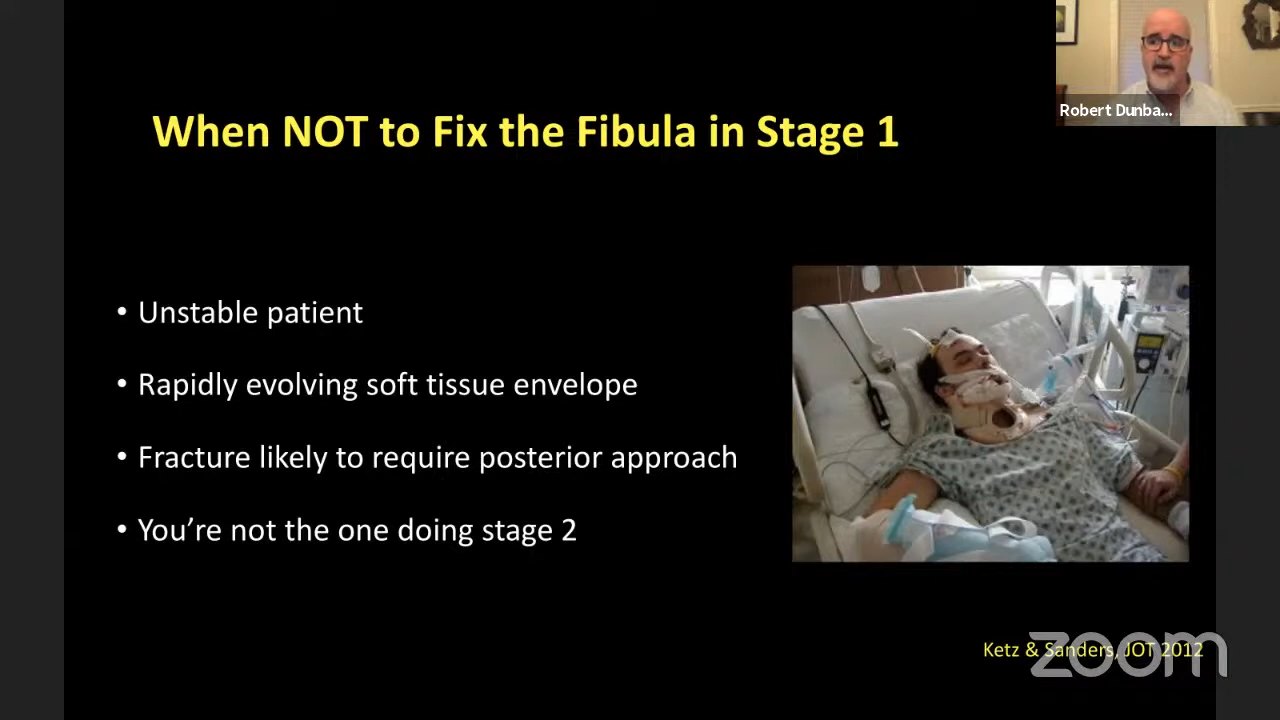 Robert Dunba...
When NOT to Fix the Fibula in Stage 1
• Unstable patient
• Rapidly evolving soft tissue envelope
• Fracture likely to require posterior approach
• You’re not the one doing stage 2
Ketz & Sanders, JOT 2012
zoom